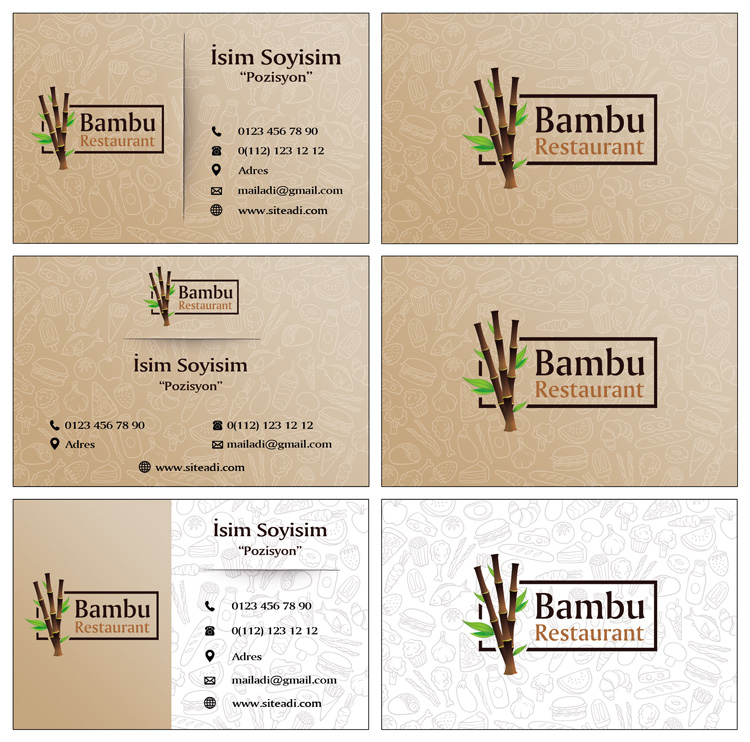 Bambu
Restaurant
İsim Soyisim
“Pozisyon”
0123 456 78 90
0(112) 123 12 12
Adres
mailadi@gmail.com
www.siteadi.com
Bambu
Restaurant
Bambu
Restaurant
İsim Soyisim
“Pozisyon”
0123 456 78 90
0(112) 123 12 12
Adres
mailadi@gmail.com
www.siteadi.com
Bambu
Restaurant
Bambu
Restaurant
İsim Soyisim
“Pozisyon”
0123 456 78 90
0(112) 123 12 12
Adres
mailadi@gmail.com
www.siteadi.com
Bambu
Restaurant